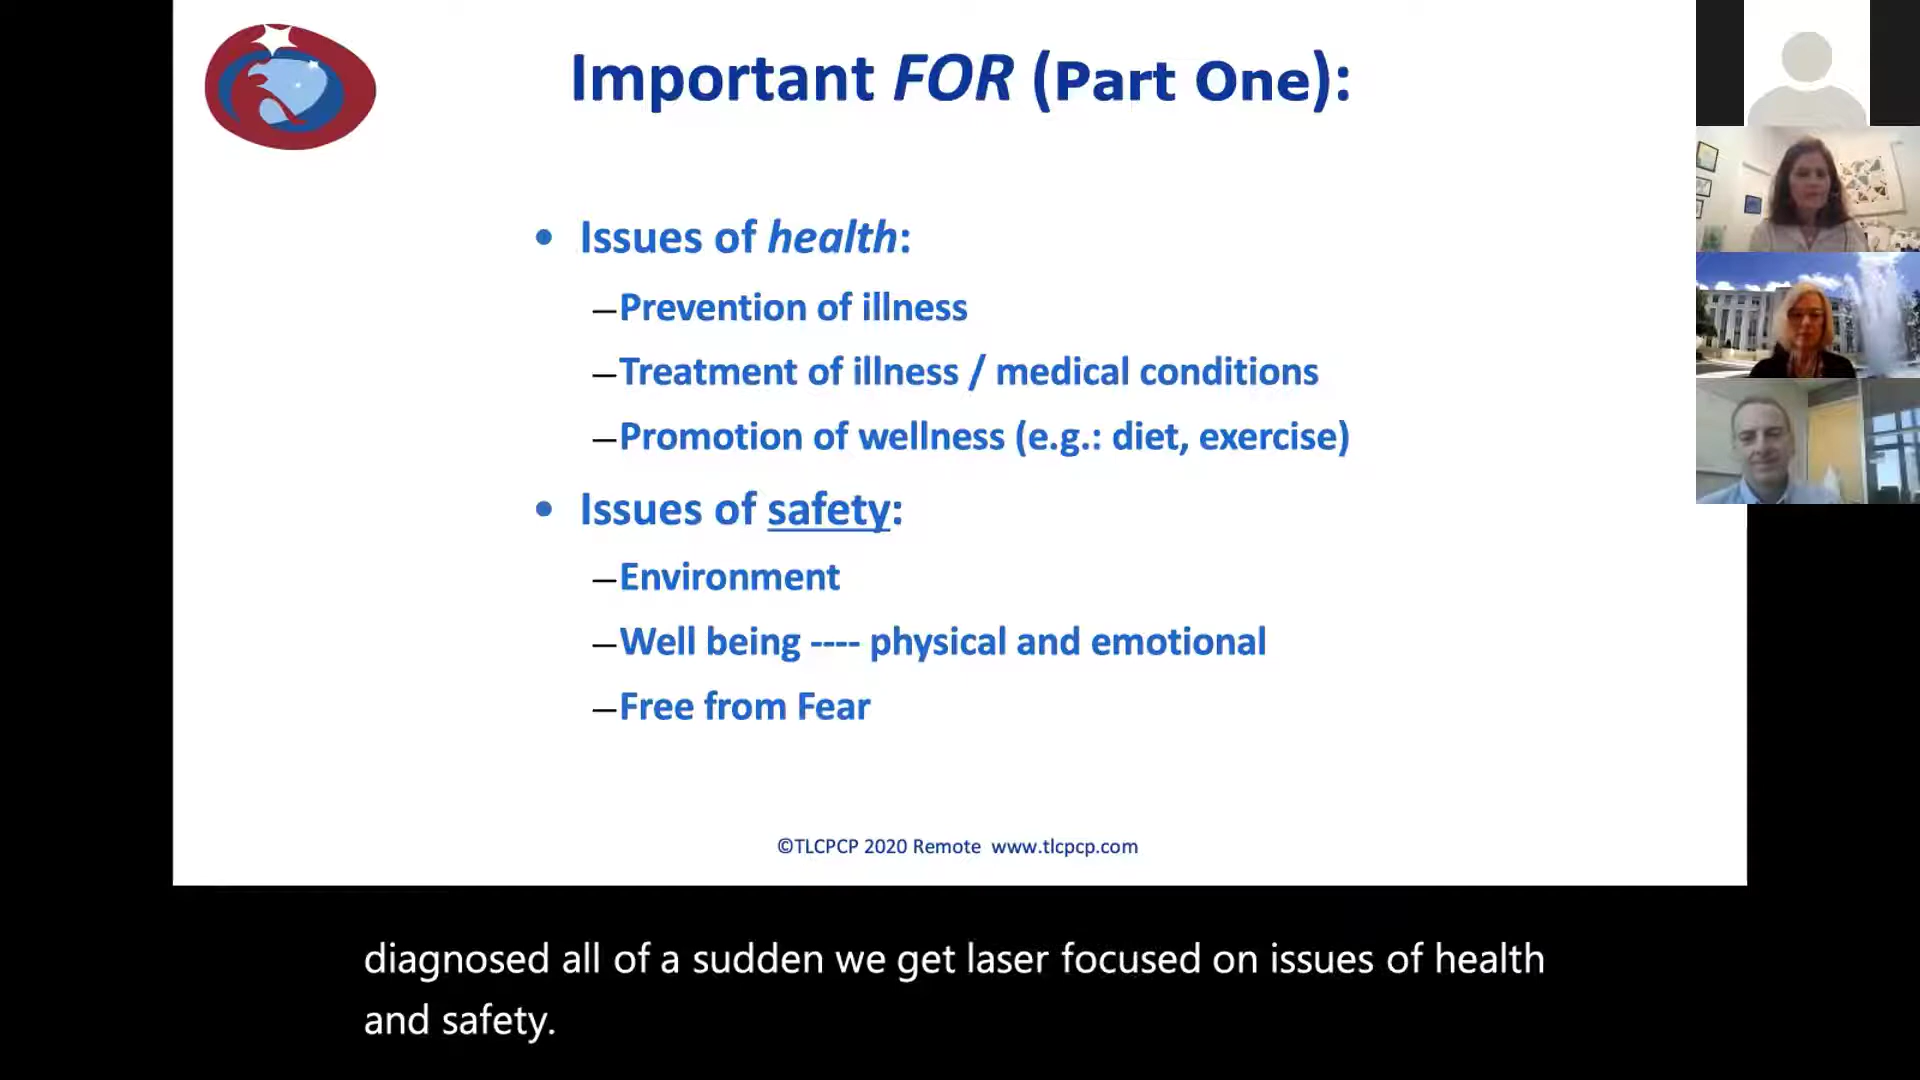 Important FOR (Part One):
• Issues of health:
–Prevention of illness
–Treatment of illness / medical conditions
–Promotion of wellness (e.g.: diet, exercise)
• Issues of safety:
–Environment
–Well being ---- physical and emotional
–Free from Fear
©TLCPCP 2020 Remote www.tlcpcp.com
diagnosed all of a sudden we get laser focused on issues of health
and safety.